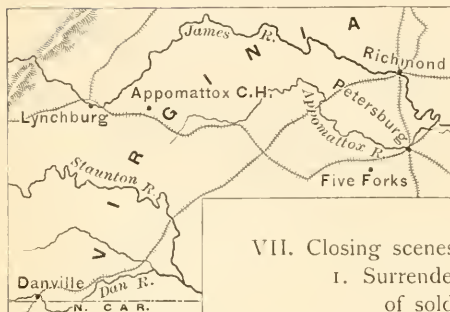 VIRGINIA
James R.
Richmond
Appomattox C.H.
Petersburg
Lynchburg
Appomattox R.
Staunton R.
Five Forks
Danville
Dan R.
N. CAR.
VII. Closing scenes
1. Surrende
of sold